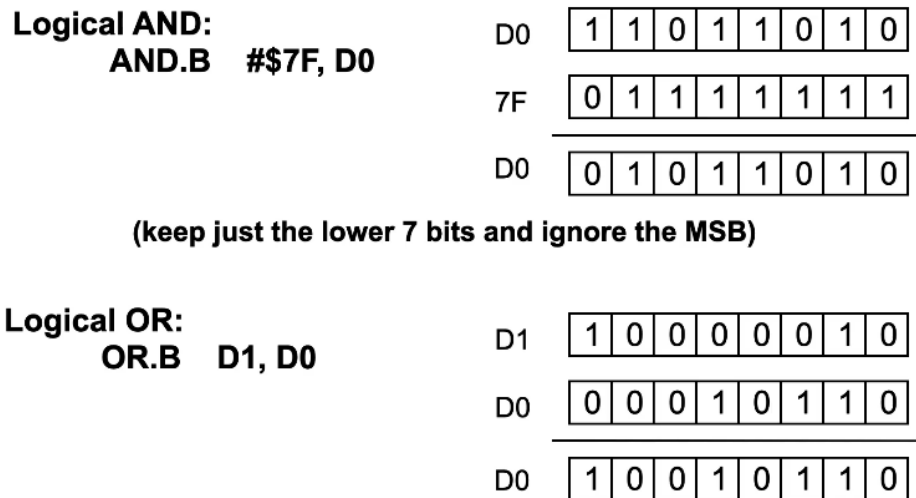 Logical AND:
AND.B #$7F, D0
D0 1 1 0 1 1 0 1 0
7F 0 1 1 1 1 1 1 1
D0 0 1 0 1 1 0 1 0
(keep just the lower 7 bits and ignore the MSB)
Logical OR:
OR.B D1, D0
D1 1 0 0 0 0 0 1 0
D0 0 0 0 1 0 1 1 0
D0 1 0 0 1 0 1 1 0